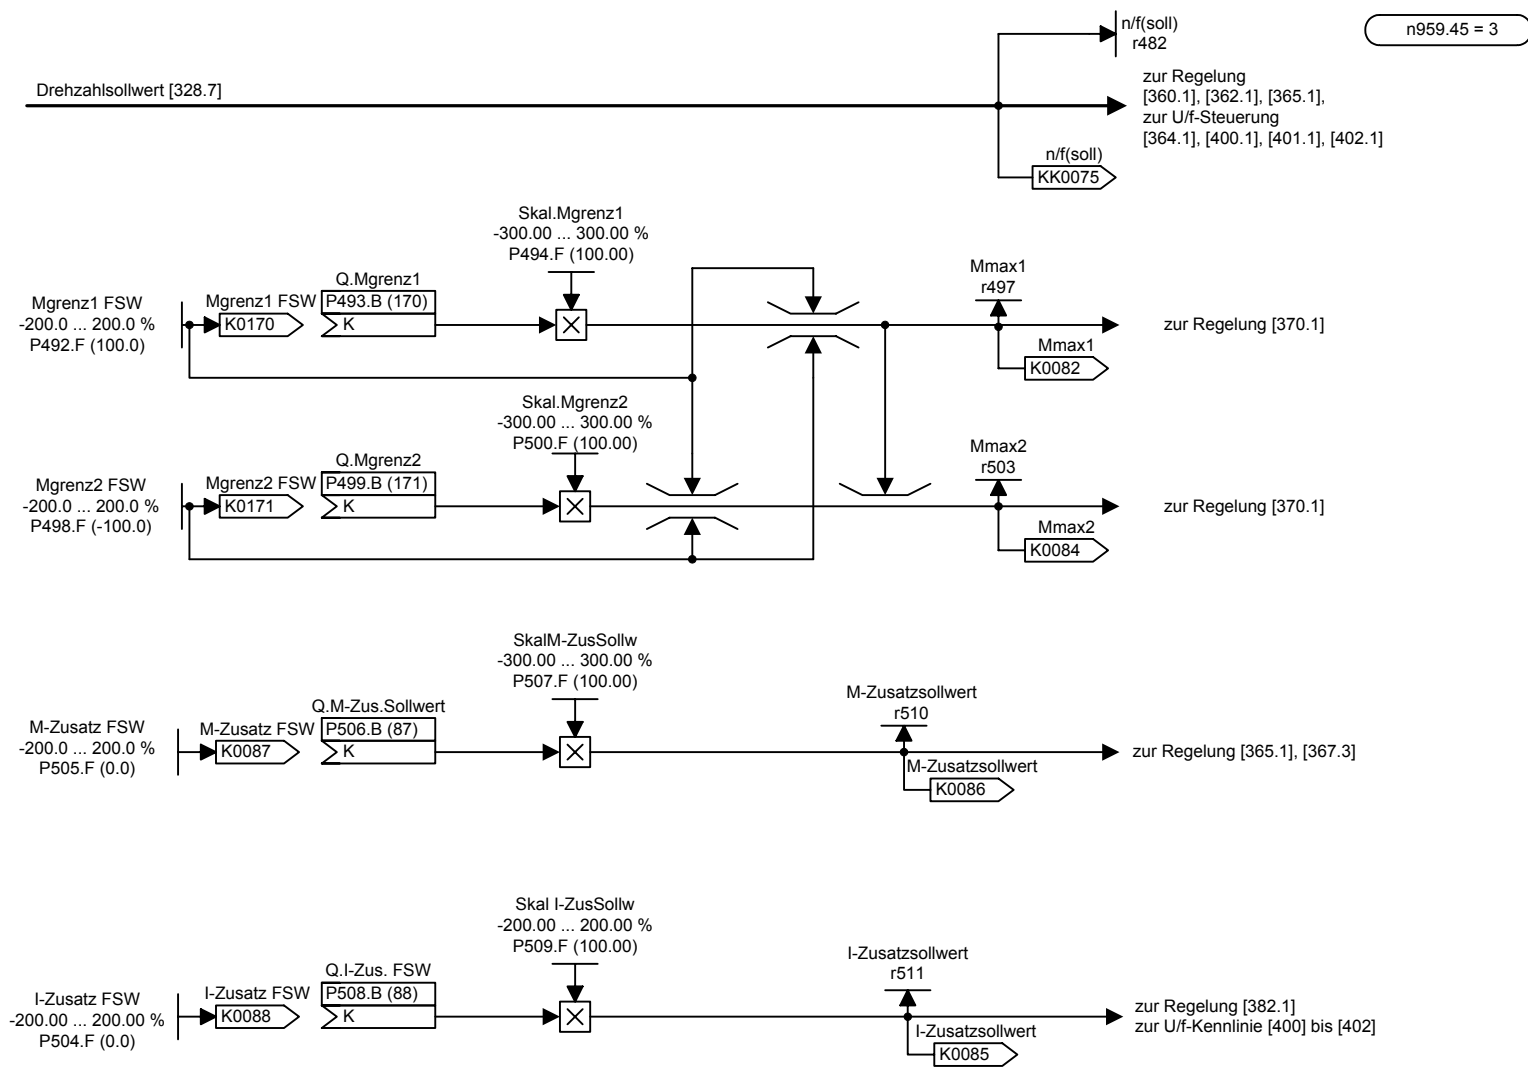 n/f(soll)
r482
n959.45 = 3
Drehzahlsollwert [328.7]
zur Regelung
[360.1], [362.1], [365.1],
zur U/f-Steuerung
[364.1], [400.1], [401.1], [402.1]
n/f(soll)
KK0075
Skal.Mgrenz1
-300.00 ... 300.00 %
P494.F (100.00)
Mgrenz1 FSW
-200.0 ... 200.0 %
P492.F (100.0)
Mgrenz1 FSW
K0170
Q.Mgrenz1
P493.B (170)
K
Mmax1
r497
zur Regelung [370.1]
Mmax1
K0082
Skal.Mgrenz2
-300.00 ... 300.00 %
P500.F (100.00)
Mgrenz2 FSW
-200.0 ... 200.0 %
P498.F (-100.0)
Mgrenz2 FSW
K0171
Q.Mgrenz2
P499.B (171)
K
Mmax2
r503
zur Regelung [370.1]
Mmax2
K0084
SkalM-ZusSollw
-300.00 ... 300.00 %
P507.F (100.00)
M-Zusatz FSW
-200.0 ... 200.0 %
P505.F (0.0)
M-Zusatz FSW
K0087
Q.M-Zus.Sollwert
P506.B (87)
K
M-Zusatzsollwert
r510
zur Regelung [365.1], [367.3]
M-Zusatzsollwert
K0086
Skal I-ZusSollw
-200.00 ... 200.00 %
P509.F (100.00)
I-Zusatz FSW
-200.00 ... 200.00 %
P504.F (0.0)
I-Zusatz FSW
K0088
Q.I-Zus. FSW
P508.B (88)
K
I-Zusatzsollwert
r511
zur Regelung [382.1]
zur U/f-Kennlinie [400] bis [402]
I-Zusatzsollwert
K0085